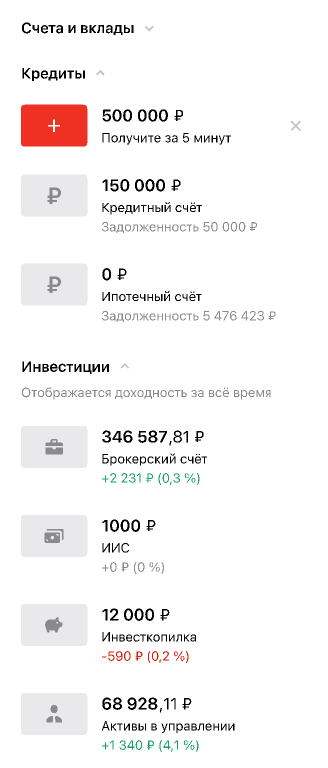 Счета и вклады
Кредиты
500 000 ₽
Получите за 5 минут
150 000 ₽
Кредитный счёт
Задолженность 50 000 ₽
0 ₽
Ипотечный счёт
Задолженность 5 476 423 ₽
Инвестиции
Отображается доходность за всё время
346 587,81 ₽
Брокерский счёт
+2 231 ₽ (0,3 %)
1000 ₽
ИИС
+0 ₽ (0 %)
12 000 ₽
Инвесткопилка
-590 ₽ (0,2 %)
68 928,11 ₽
Активы в управлении
+1 340 ₽ (4,1 %)